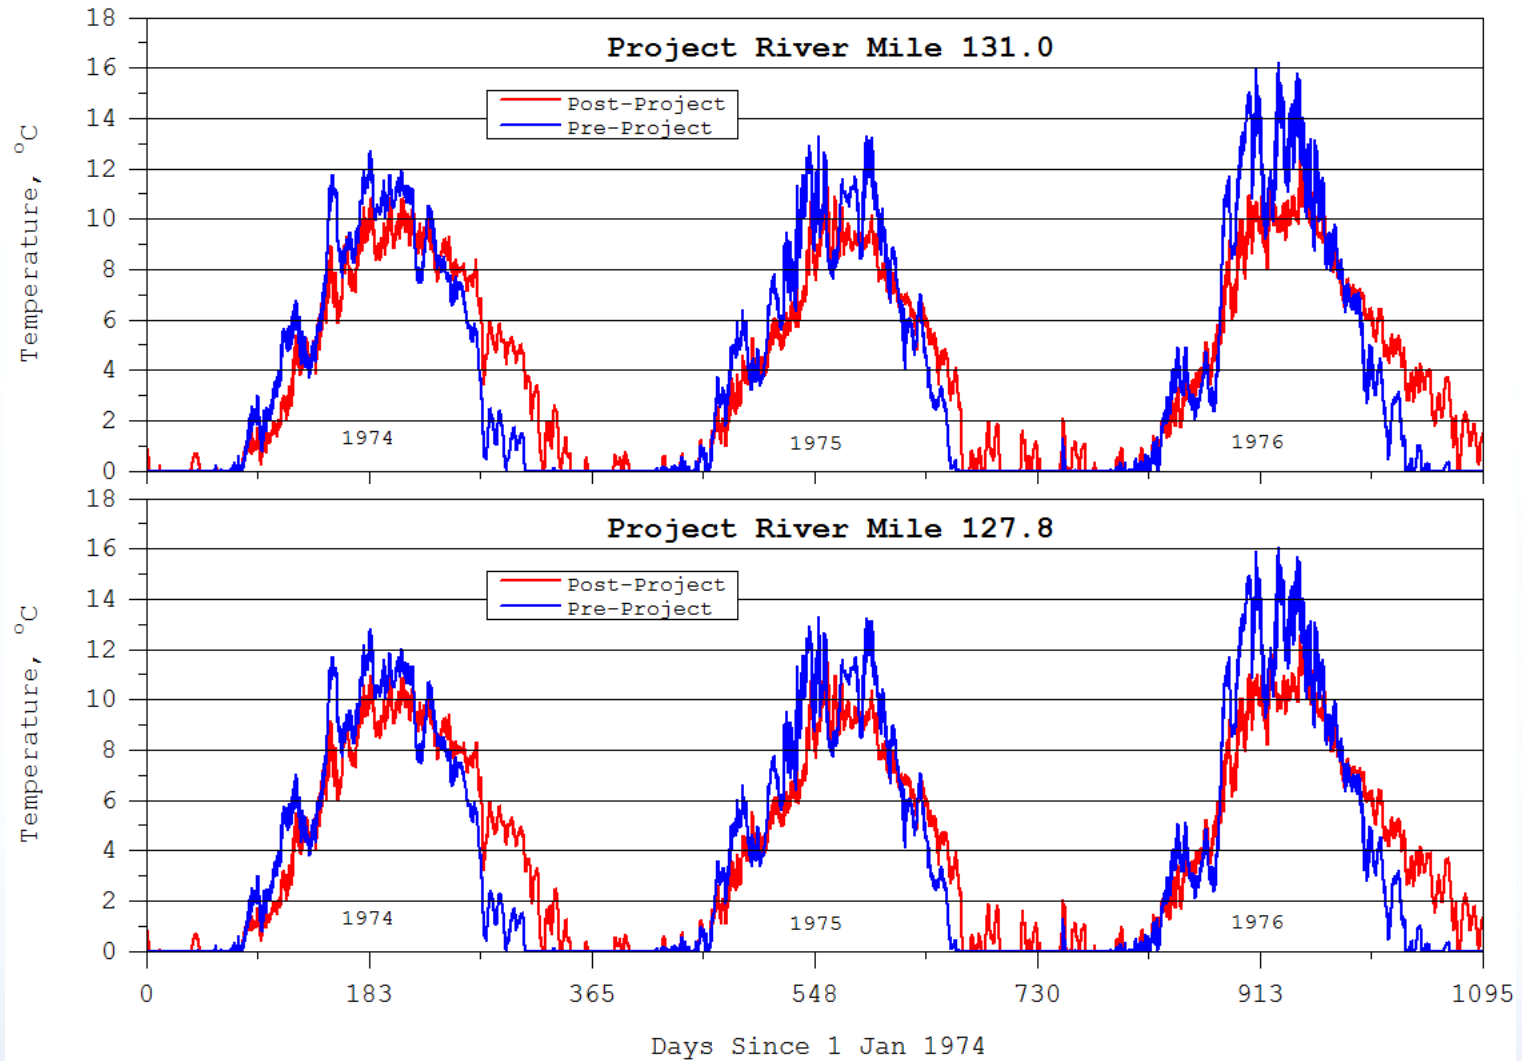 Project River Mile 131.0
Post-Project
Pre-Project
Temperature, °C
18
16
14
12
10
8
6
4
2
0
1974
1975
1976
Project River Mile 127.8
Post-Project
Pre-Project
Temperature, °C
18
16
14
12
10
8
6
4
2
0
1974
1975
1976
0 183 365 548 730 913 1095
Days Since 1 Jan 1974